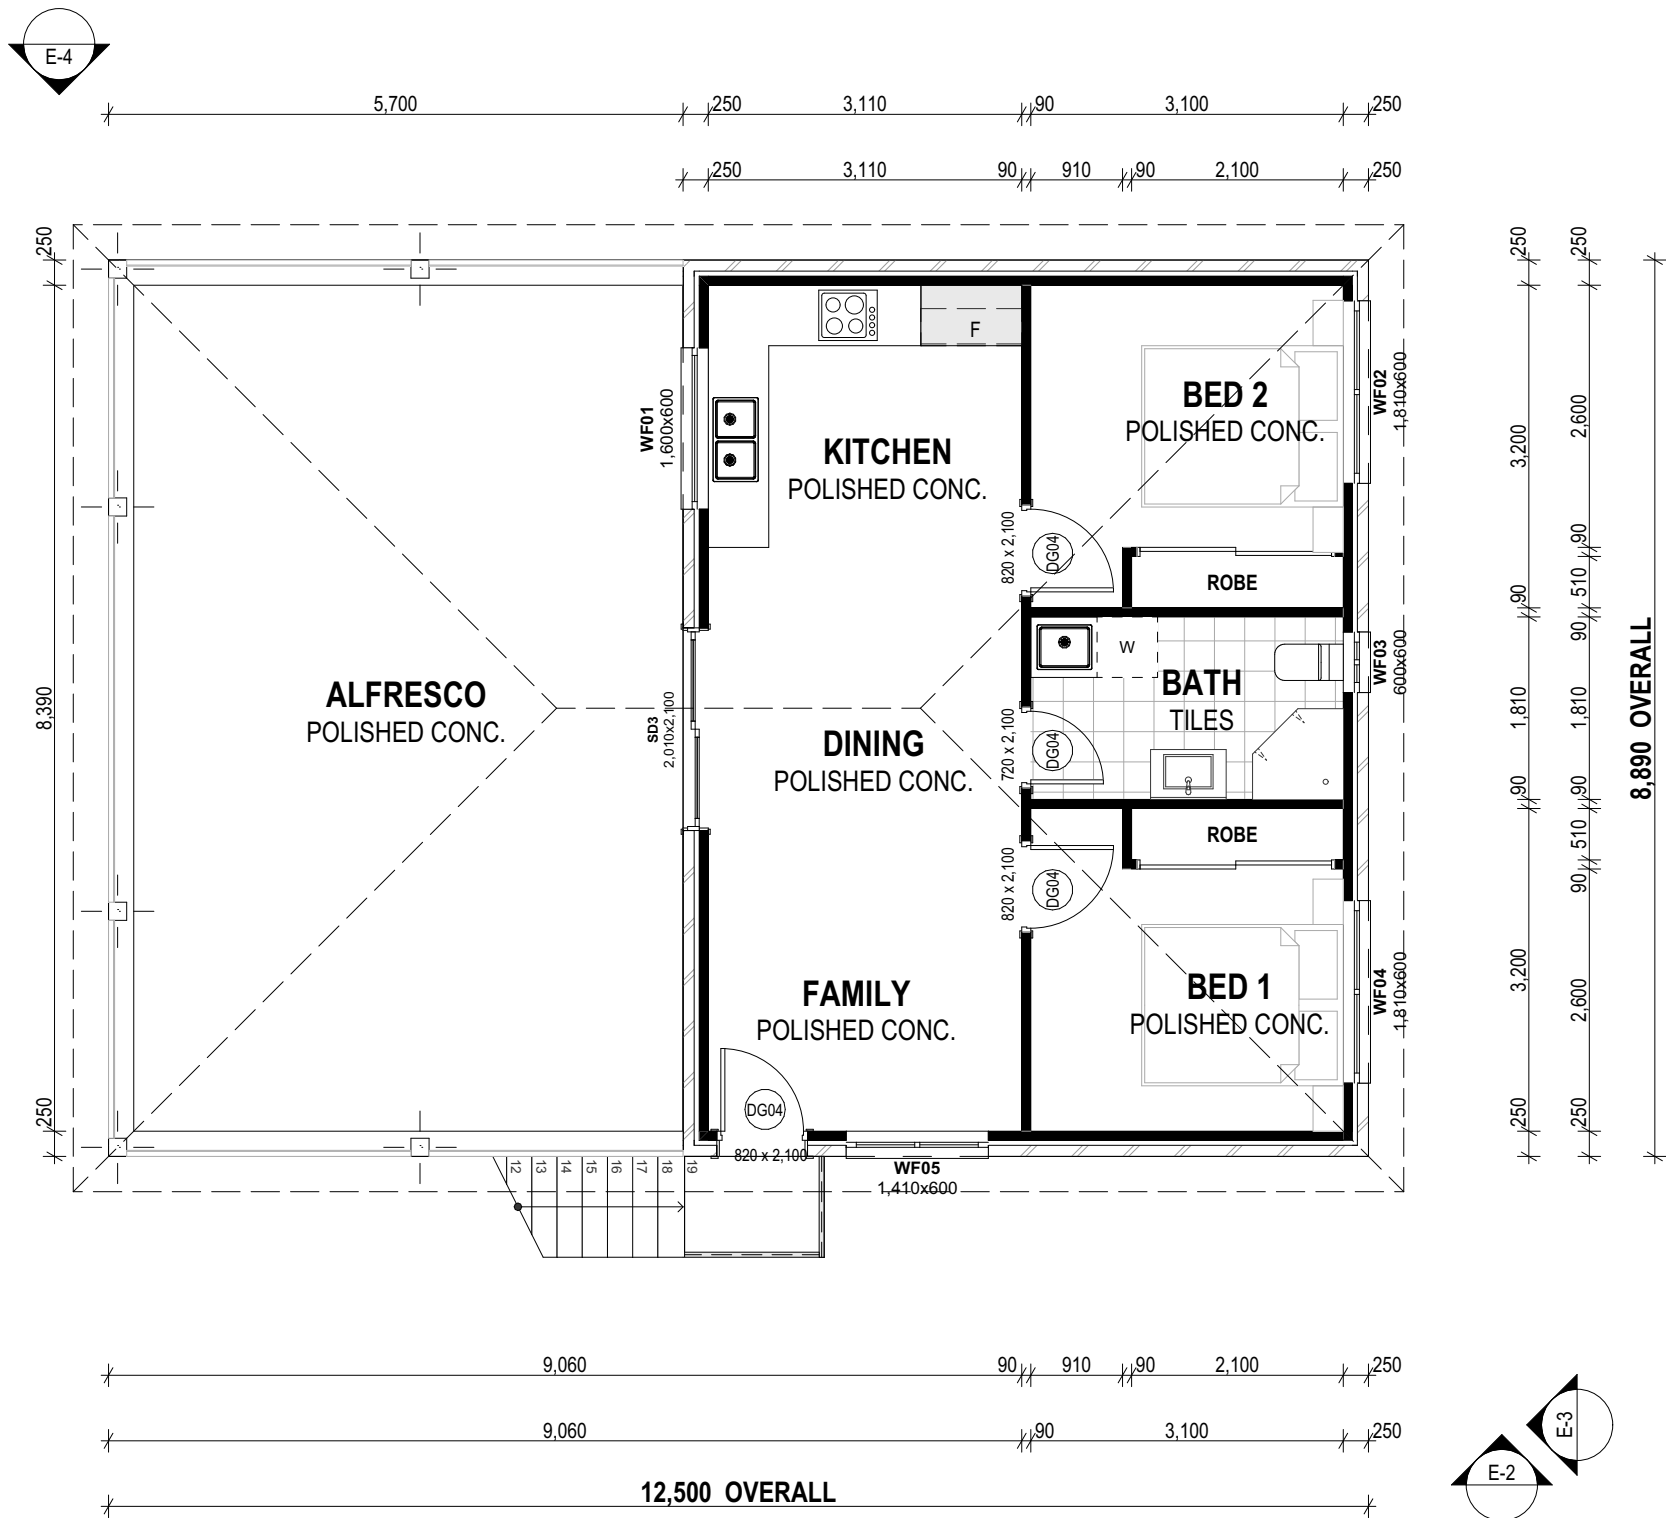 E-4
5,700 250 3,110 90 3,100 250
250 3,110 90 910 90 2,100 250
250
8,390
250
ALFRESCO
POLISHED CONC.
WF01
1,600x600
SD3
2,010x2,100
F
KITCHEN
POLISHED CONC.
DINING
POLISHED CONC.
FAMILY
POLISHED CONC.
DG04
820 x 2,100
BED 2
POLISHED CONC.
820 x 2,100
DG04
ROBE
W
BATH
TILES
720 x 2,100
DG04
ROBE
820 x 2,100
DG04
BED 1
POLISHED CONC.
WF02
1,810x600
WF03
600x600
WF04
1,810x600
WF05
1,410x600
12
13
14
15
16
17
18
19
250
3,200
90
1,810
90
3,200
250
250
2,600
90
510
90
1,810
90
510
90
2,600
250
8,890 OVERALL
9,060 90 910 90 2,100 250
9,060 90 3,100 250
12,500 OVERALL
E-3
E-2